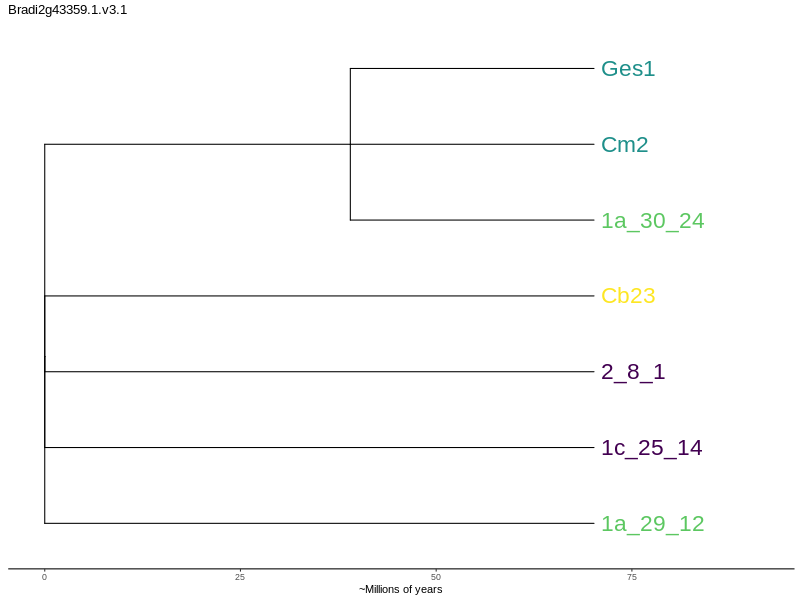 Bradi2g43359.1.v3.1
Ges1
Cm2
1a_30_24
Cb23
2_8_1
1c_25_14
1a_29_12
0 25 50 75
~Millions of years